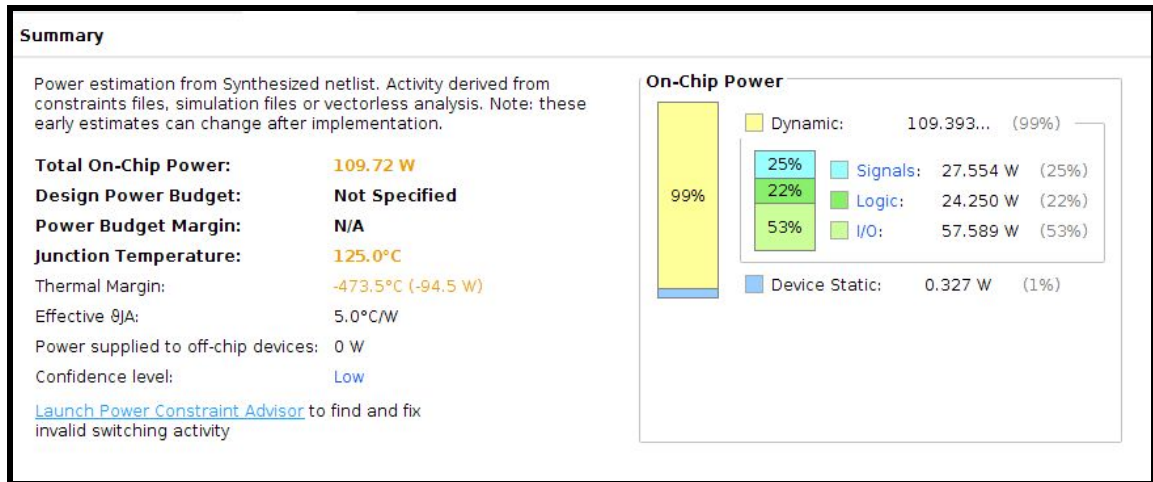 Summary
Power estimation from Synthesized netlist. Activity derived from
constraints files, simulation files or vectorless analysis. Note: these
early estimates can change after implementation.
Total On-Chip Power: 109.72 W
Design Power Budget: Not Specified
Power Budget Margin: N/A
Junction Temperature: 125.0°C
Thermal Margin: -473.5°C (-94.5 W)
Effective ϑJA: 5.0°C/W
Power supplied to off-chip devices: 0 W
Confidence level: Low
Launch Power Constraint Advisor to find and fix
invalid switching activity
On-Chip Power
99%
Dynamic: 109.393... (99%)
25% Signals: 27.554 W (25%)
22% Logic: 24.250 W (22%)
53% I/O: 57.589 W (53%)
Device Static: 0.327 W (1%)